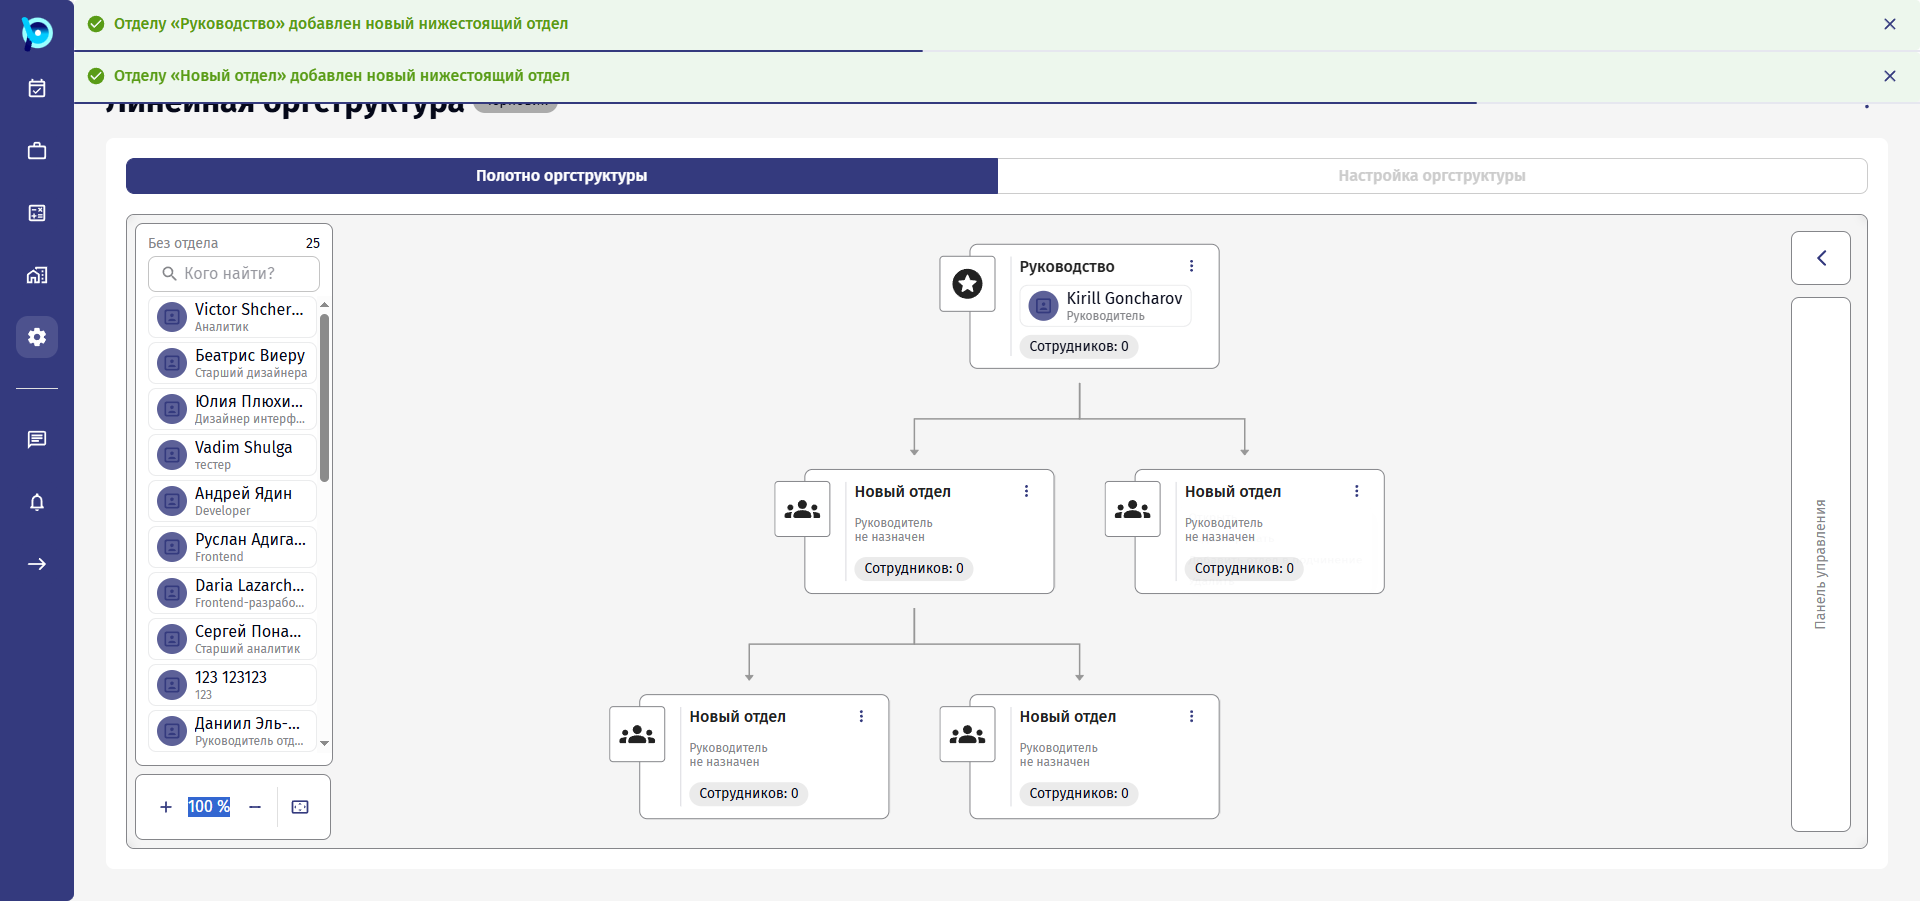 Отделу «Руководство» добавлен новый нижестоящий отдел
Отделу «Новый отдел» добавлен новый нижестоящий отдел
Линейная оргструктура
Полотно оргструктуры
Настройка оргструктуры
Без отдела 25
Кого найти?
Victor Shcher...
Аналитик
Беатрис Виеру
Старший дизайнера
Юлия Плюхи...
Дизайнер интерф...
Vadim Shulga
тестер
Андрей Ядин
Developer
Руслан Адига...
Frontend
Daria Lazarch...
Frontend-разрабо...
Сергей Пона...
Старший аналитик
123 123123
123
Даниил Эль-...
Руководитель отд...
100 %
Руководство
Kirill Goncharov
Руководитель
Сотрудников: 0
Новый отдел
Руководитель
не назначен
Сотрудников: 0
Новый отдел
Руководитель
не назначен
Сотрудников: 0
Новый отдел
Руководитель
не назначен
Сотрудников: 0
Новый отдел
Руководитель
не назначен
Сотрудников: 0
Панель управления